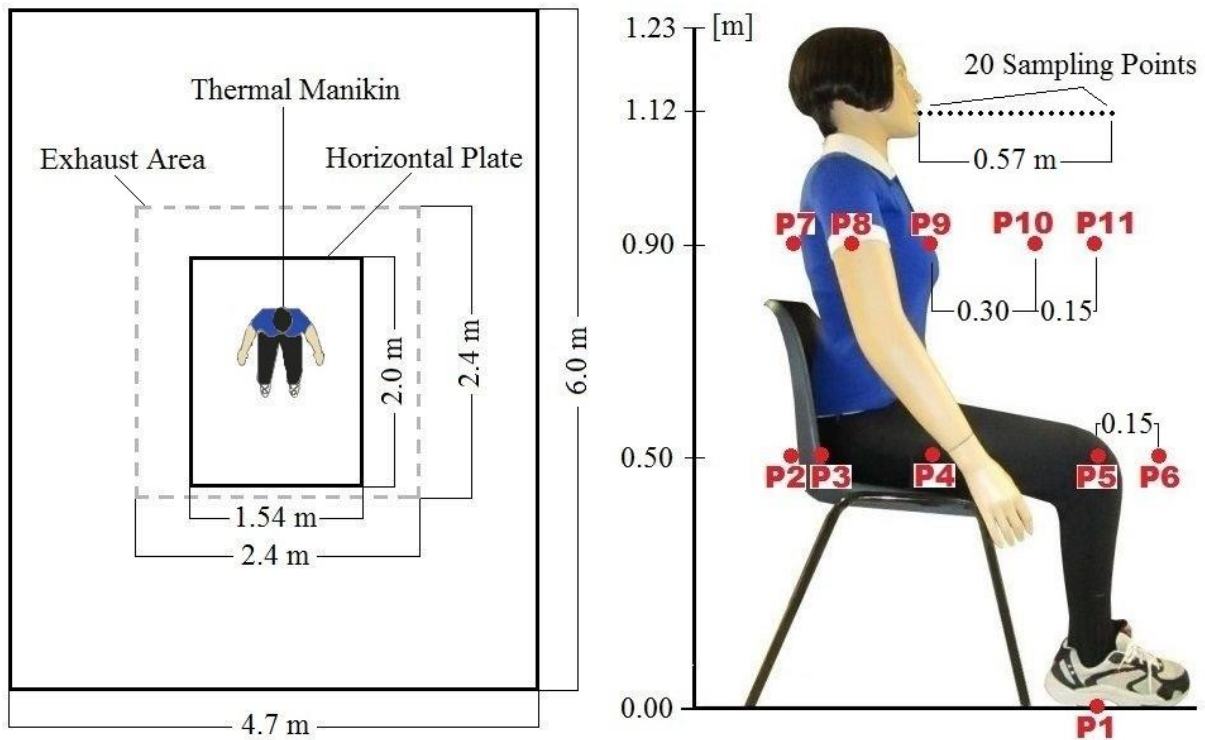 Thermal Manikin
Exhaust Area
Horizontal Plate
2.0 m
2.4 m
6.0 m
1.54 m
2.4 m
4.7 m
1.23 [m]
20 Sampling Points
1.12
0.57 m
P7 P8 P9 P10 P11
0.90
0.30 0.15
0.15
0.50
P2 P3 P4 P5 P6
0.00
P1